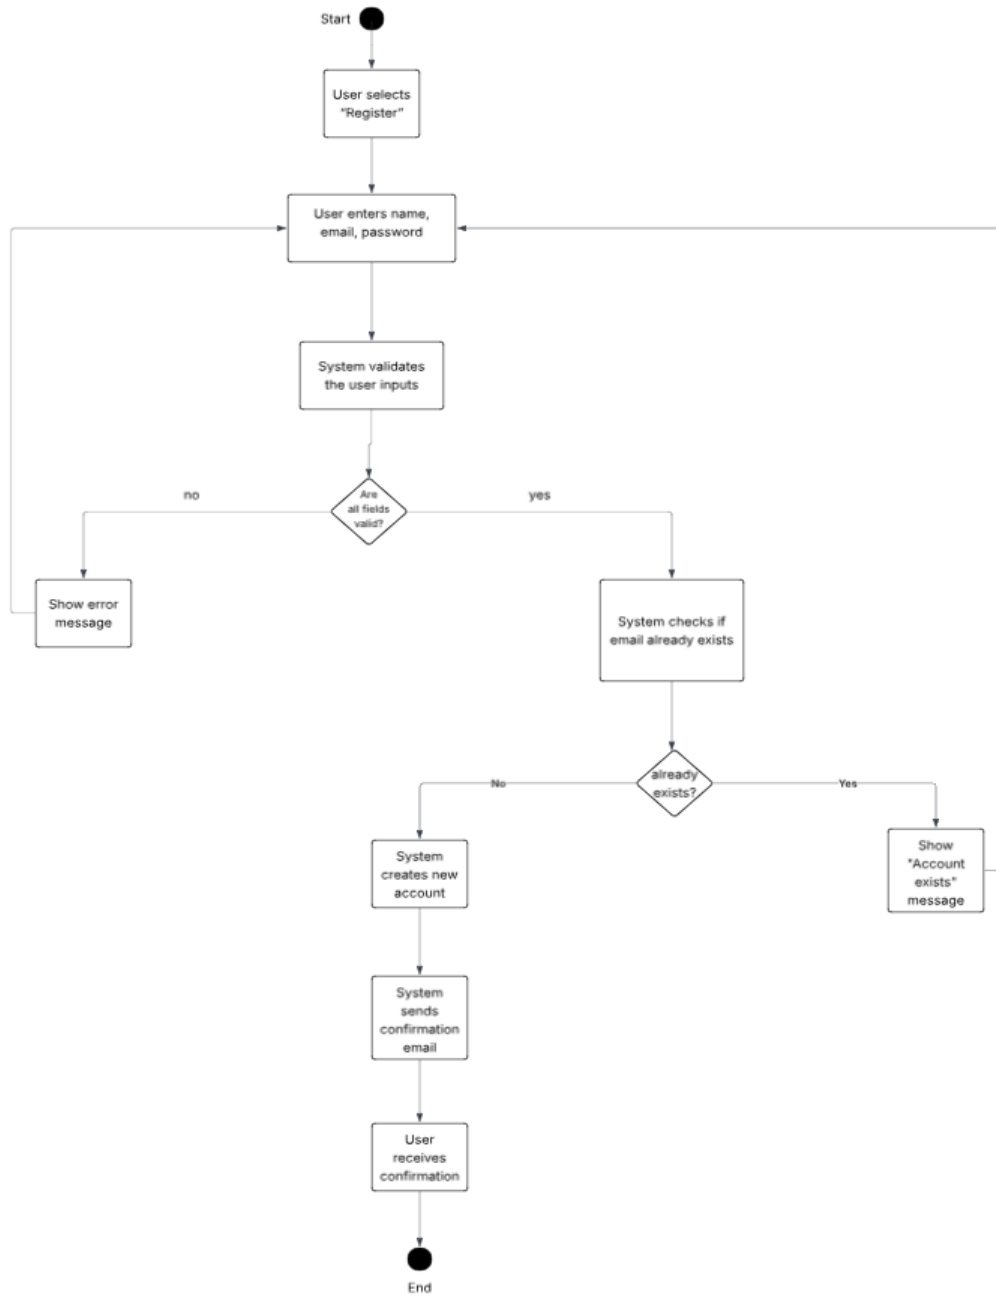 Start
User selects
"Register"
User enters name,
email, password
System validates
the user inputs
Are
all fields
valid?
no
yes
Show error
message
System checks if
email already exists
already
exists?
No
Yes
System
creates new
account
Show
"Account
exists"
message
System
sends
confirmation
email
User
receives
confirmation
End